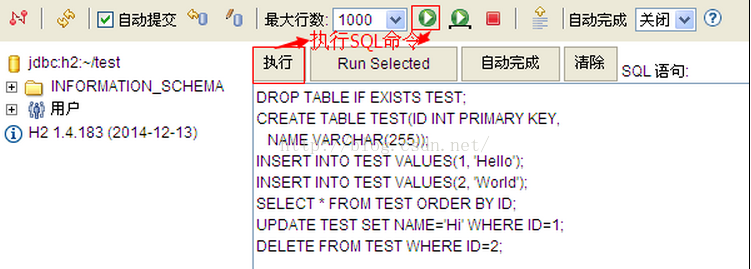 自动提交 最大行数: 1000 自动完成 关闭
执行SQL命令
jdbc:h2:~/test
INFORMATION_SCHEMA
用户
H2 1.4.183 (2014-12-13)
执行 Run Selected 自动完成 清除 SQL 语句:
DROP TABLE IF EXISTS TEST;
CREATE TABLE TEST(ID INT PRIMARY KEY,
NAME VARCHAR(255));
http://blog.csdn.net/
INSERT INTO TEST VALUES(1, 'Hello');
INSERT INTO TEST VALUES(2, 'World');
SELECT * FROM TEST ORDER BY ID;
UPDATE TEST SET NAME='Hi' WHERE ID=1;
DELETE FROM TEST WHERE ID=2;